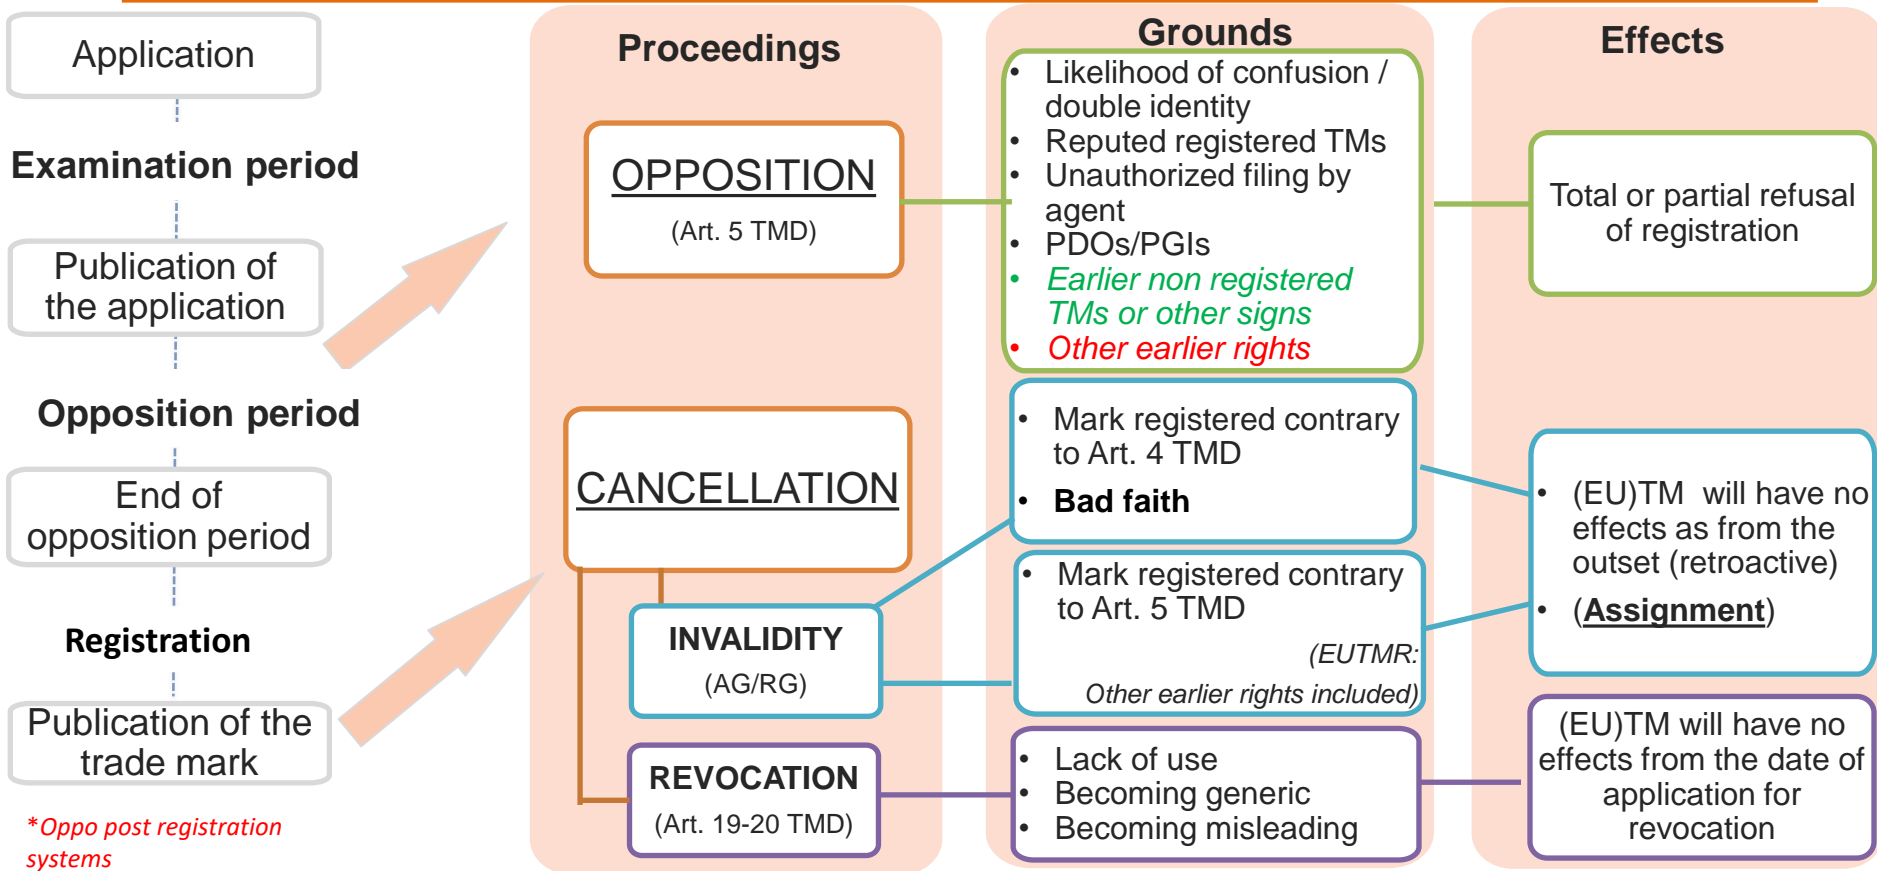 Application
Examination period
Publication of
the application
Opposition period
End of
opposition period
Registration
Publication of the
trade mark
*Oppo post registration
systems
Proceedings
OPPOSITION
(Art. 5 TMD)
CANCELLATION
INVALIDITY
(AG/RG)
REVOCATION
(Art. 19-20 TMD)
Grounds
• Likelihood of confusion /
double identity
• Reputed registered TMs
• Unauthorized filing by
agent
• PDOs/PGIs
• Earlier non registered
TMs or other signs
• Other earlier rights
• Mark registered contrary
to Art. 4 TMD
• Bad faith
• Mark registered contrary
to Art. 5 TMD
(EUTMR:
Other earlier rights included)
• Lack of use
• Becoming generic
• Becoming misleading
Effects
Total or partial refusal
of registration
• (EU)TM will have no
effects as from the
outset (retroactive)
• (Assignment)
(EU)TM will have no
effects from the date of
application for
revocation